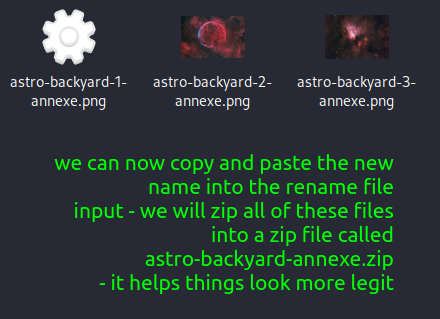 astro-backyard-1-
annexe.png
astro-backyard-2-
annexe.png
astro-backyard-3-
annexe.png
we can now copy and paste the new
name into the rename file
input - we will zip all of these files
into a zip file called
astro-backyard-annexe.zip
- it helps things look more legit